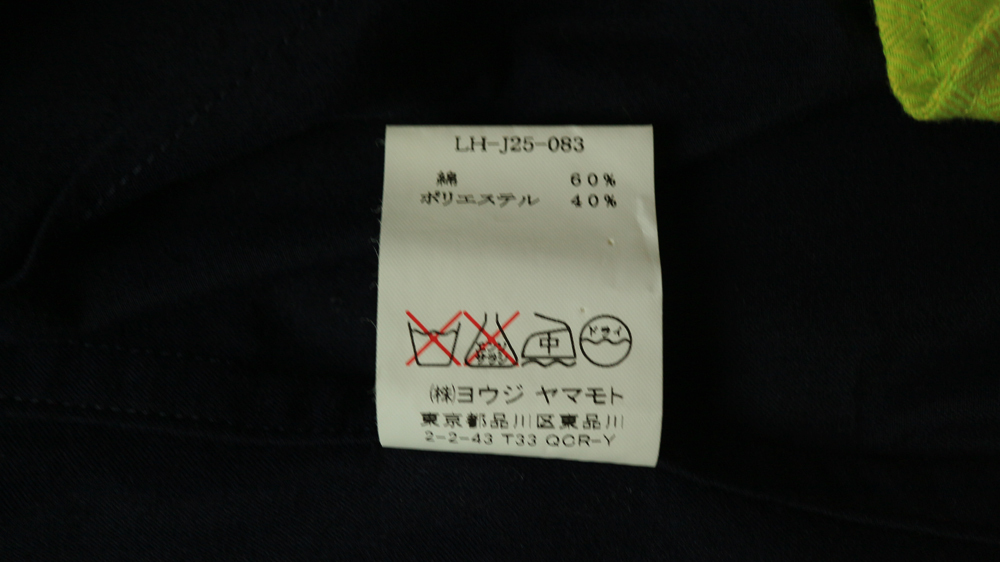 LH-J25-083
綿 60%
ポリエステル 40%
中 ドライ
㈱ヨウジ ヤマモト
東京都品川区東品川
2-2-43 T33 QCR-Y